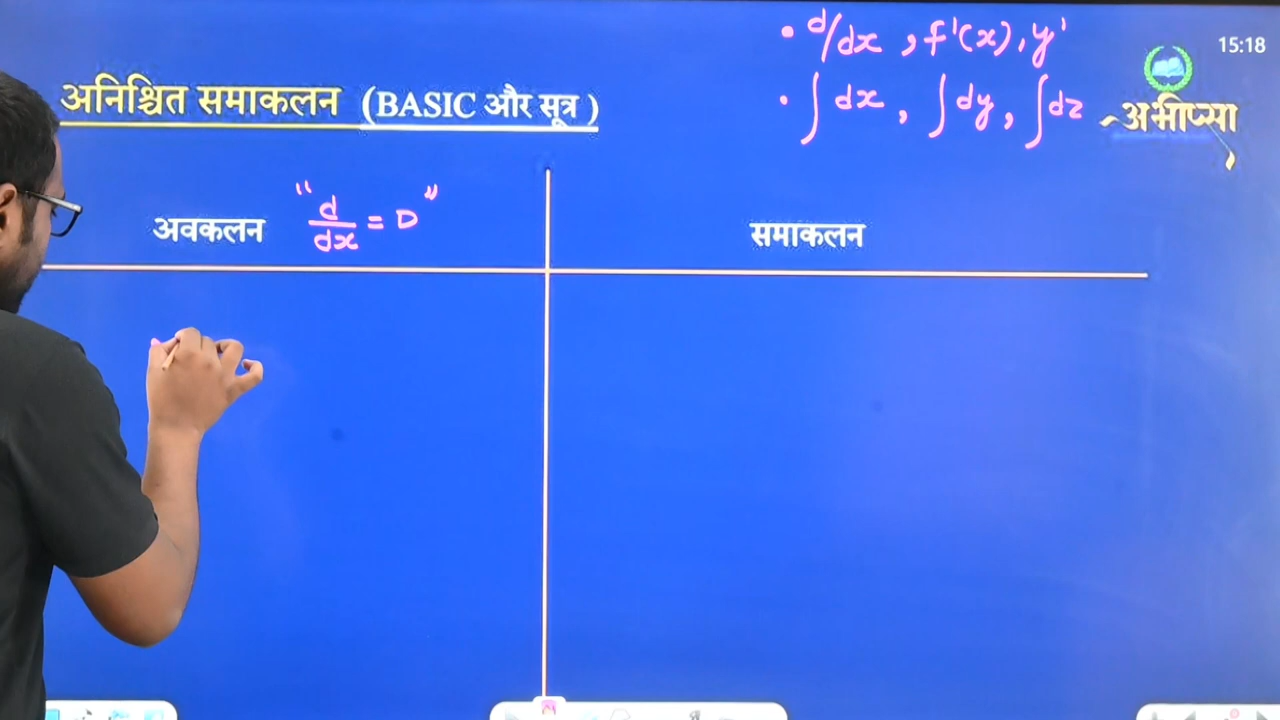 • d/dx , f'(x), y'
15:18
अनिश्चित समाकलन (BASIC और सूत्र )
• ∫ dx , ∫ dy , ∫ dz
अभीप्सा
अवकलन " d/dx = D "
समाकलन